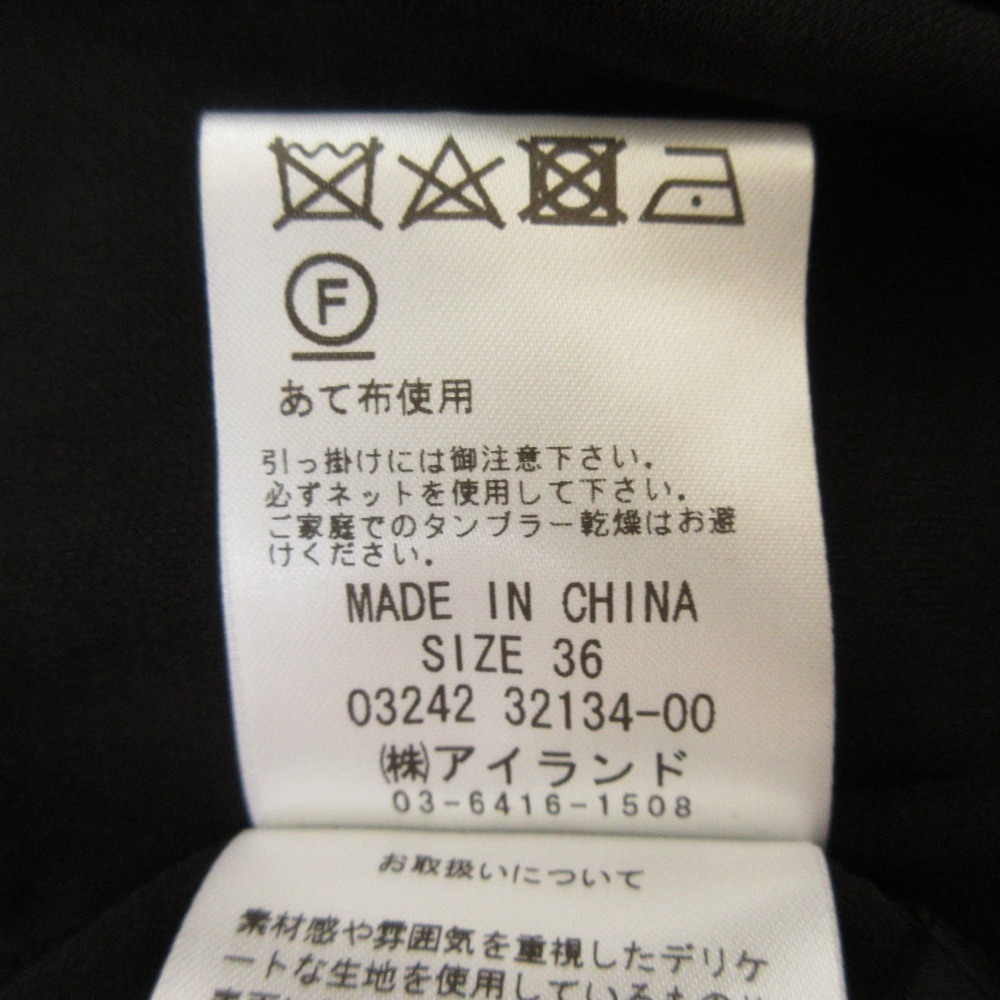 F
あて布使用
引っ掛けには御注意下さい.
必ずネットを使用して下さい.
ご家庭でのタンブラー乾燥はお避
けください.
MADE IN CHINA
SIZE 36
03242 32134-00
㈱アイランド
03-6416-1508
お取扱いについて
素材感や雰囲気を重視したデリケ
ートな生地を使用しているもの